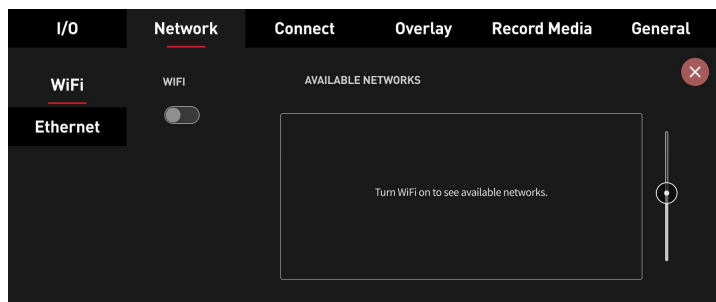 I/O Network Connect Overlay Record Media General
WiFi WIFI AVAILABLE NETWORKS
Ethernet
Turn WiFi on to see available networks.